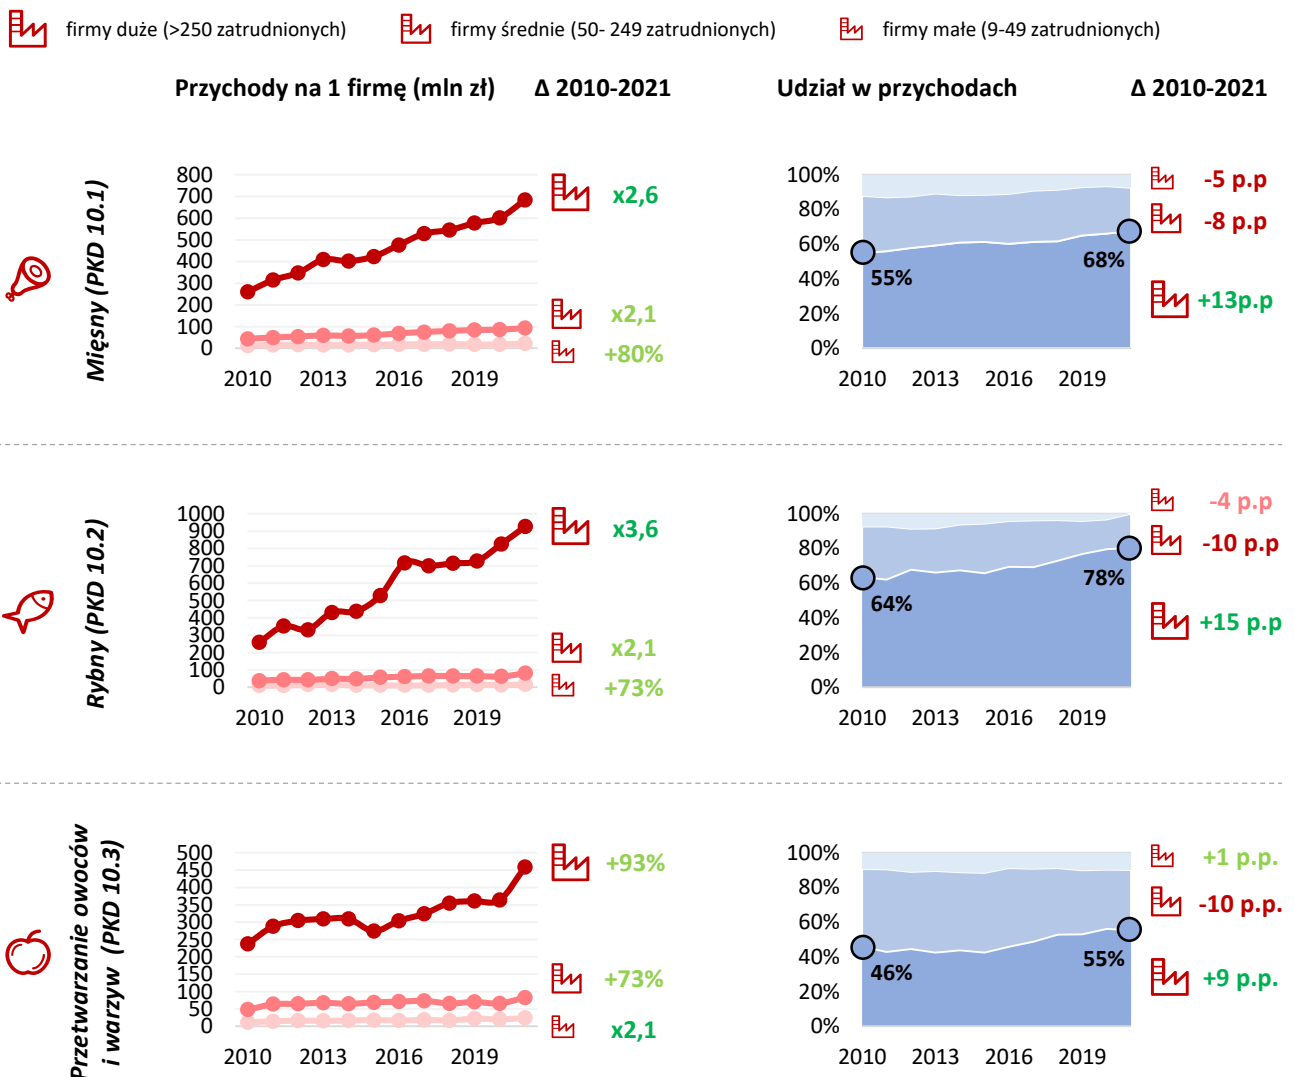 firmy duże (>250 zatrudnionych)
firmy średnie (50- 249 zatrudnionych)
firmy małe (9-49 zatrudnionych)
Przychody na 1 firmę (mln zł)
Δ 2010-2021
Udział w przychodach
Δ 2010-2021
Mięsny (PKD 10.1)
800
700
600
500
400
300
200
100
0
2010 2013 2016 2019
x2,6
x2,1
+80%
100%
80%
60%
40%
20%
0%
55%
68%
2010 2013 2016 2019
-5 p.p
-8 p.p
+13p.p
Rybny (PKD 10.2)
1000
900
800
700
600
500
400
300
200
100
0
2010 2013 2016 2019
x3,6
x2,1
+73%
100%
80%
60%
40%
20%
0%
64%
78%
2010 2013 2016 2019
-4 p.p
-10 p.p
+15 p.p
Przetwarzanie owoców
i warzyw (PKD 10.3)
500
450
400
350
300
250
200
150
100
50
0
2010 2013 2016 2019
+93%
+73%
x2,1
100%
80%
60%
40%
20%
0%
46%
55%
2010 2013 2016 2019
+1 p.p.
-10 p.p.
+9 p.p.